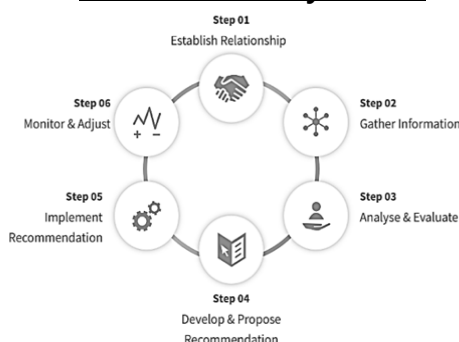 Step 01
Establish Relationship
Step 02
Gather Information
Step 03
Analyse & Evaluate
Step 04
Develop & Propose
Recommendation
Step 05
Implement
Recommendation
Step 06
Monitor & Adjust